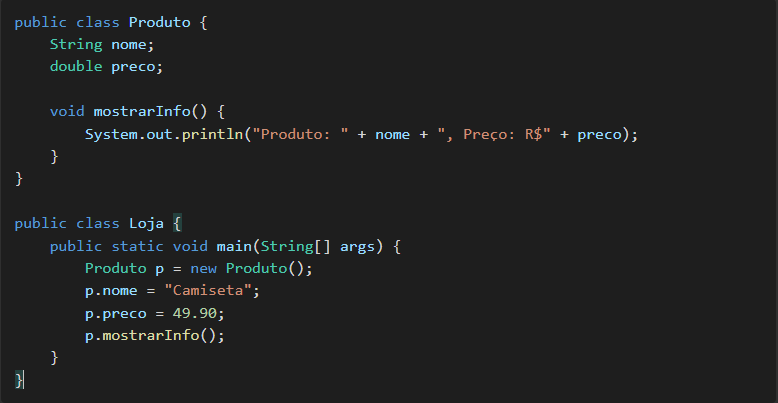 public class Produto {
    String nome;
    double preco;

    void mostrarInfo() {
        System.out.println("Produto: " + nome + ", Preço: R$" + preco);
    }
}

public class Loja {
    public static void main(String[] args) {
        Produto p = new Produto();
        p.nome = "Camiseta";
        p.preco = 49.90;
        p.mostrarInfo();
    }
}